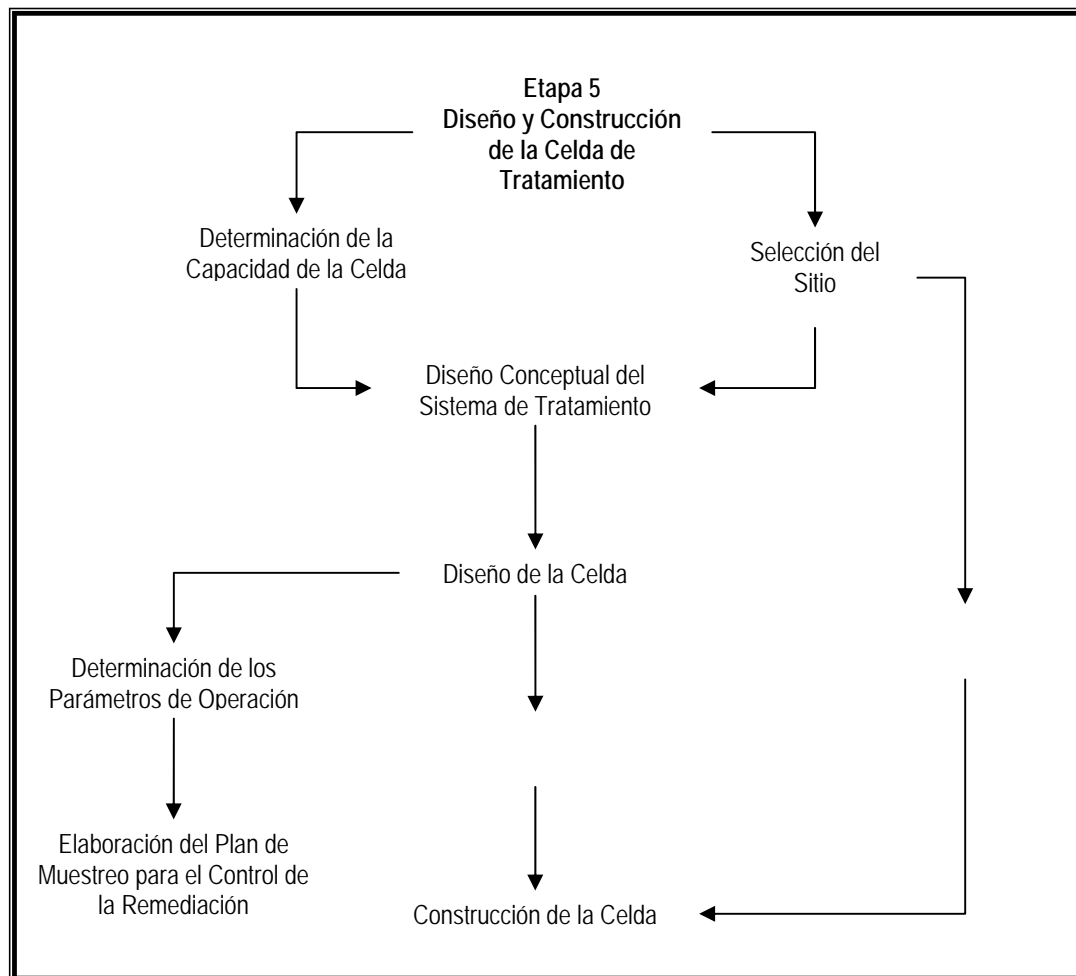 Etapa 5
Diseño y Construcción
de la Celda de
Tratamiento
Determinación de la
Capacidad de la Celda
Selección del
Sitio
Diseño Conceptual del
Sistema de Tratamiento
Diseño de la Celda
Determinación de los
Parámetros de Operación
Elaboración del Plan de
Muestreo para el Control de
la Remediación
Construcción de la Celda